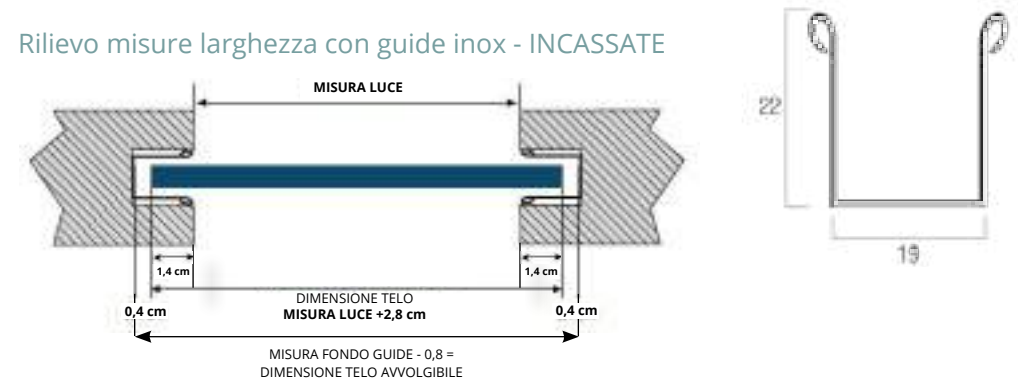 Rilievo misure larghezza con guide inox - INCASSATE
MISURA LUCE
22
19
1,4 cm
1,4 cm
DIMENSIONE TELO
MISURA LUCE +2,8 cm
0,4 cm
0,4 cm
MISURA FONDO GUIDE - 0,8 =
DIMENSIONE TELO AVVOLGIBILE